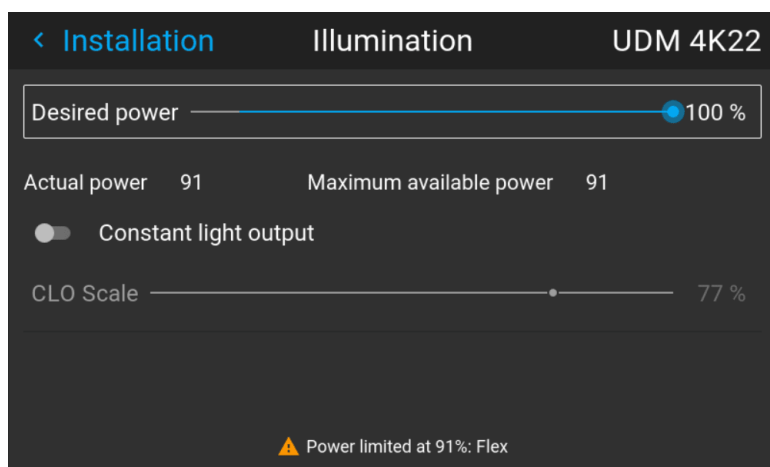 Installation Illumination UDM 4K22
Desired power 100 %
Actual power 91 Maximum available power 91
Constant light output
CLO Scale 77 %
Power limited at 91%: Flex